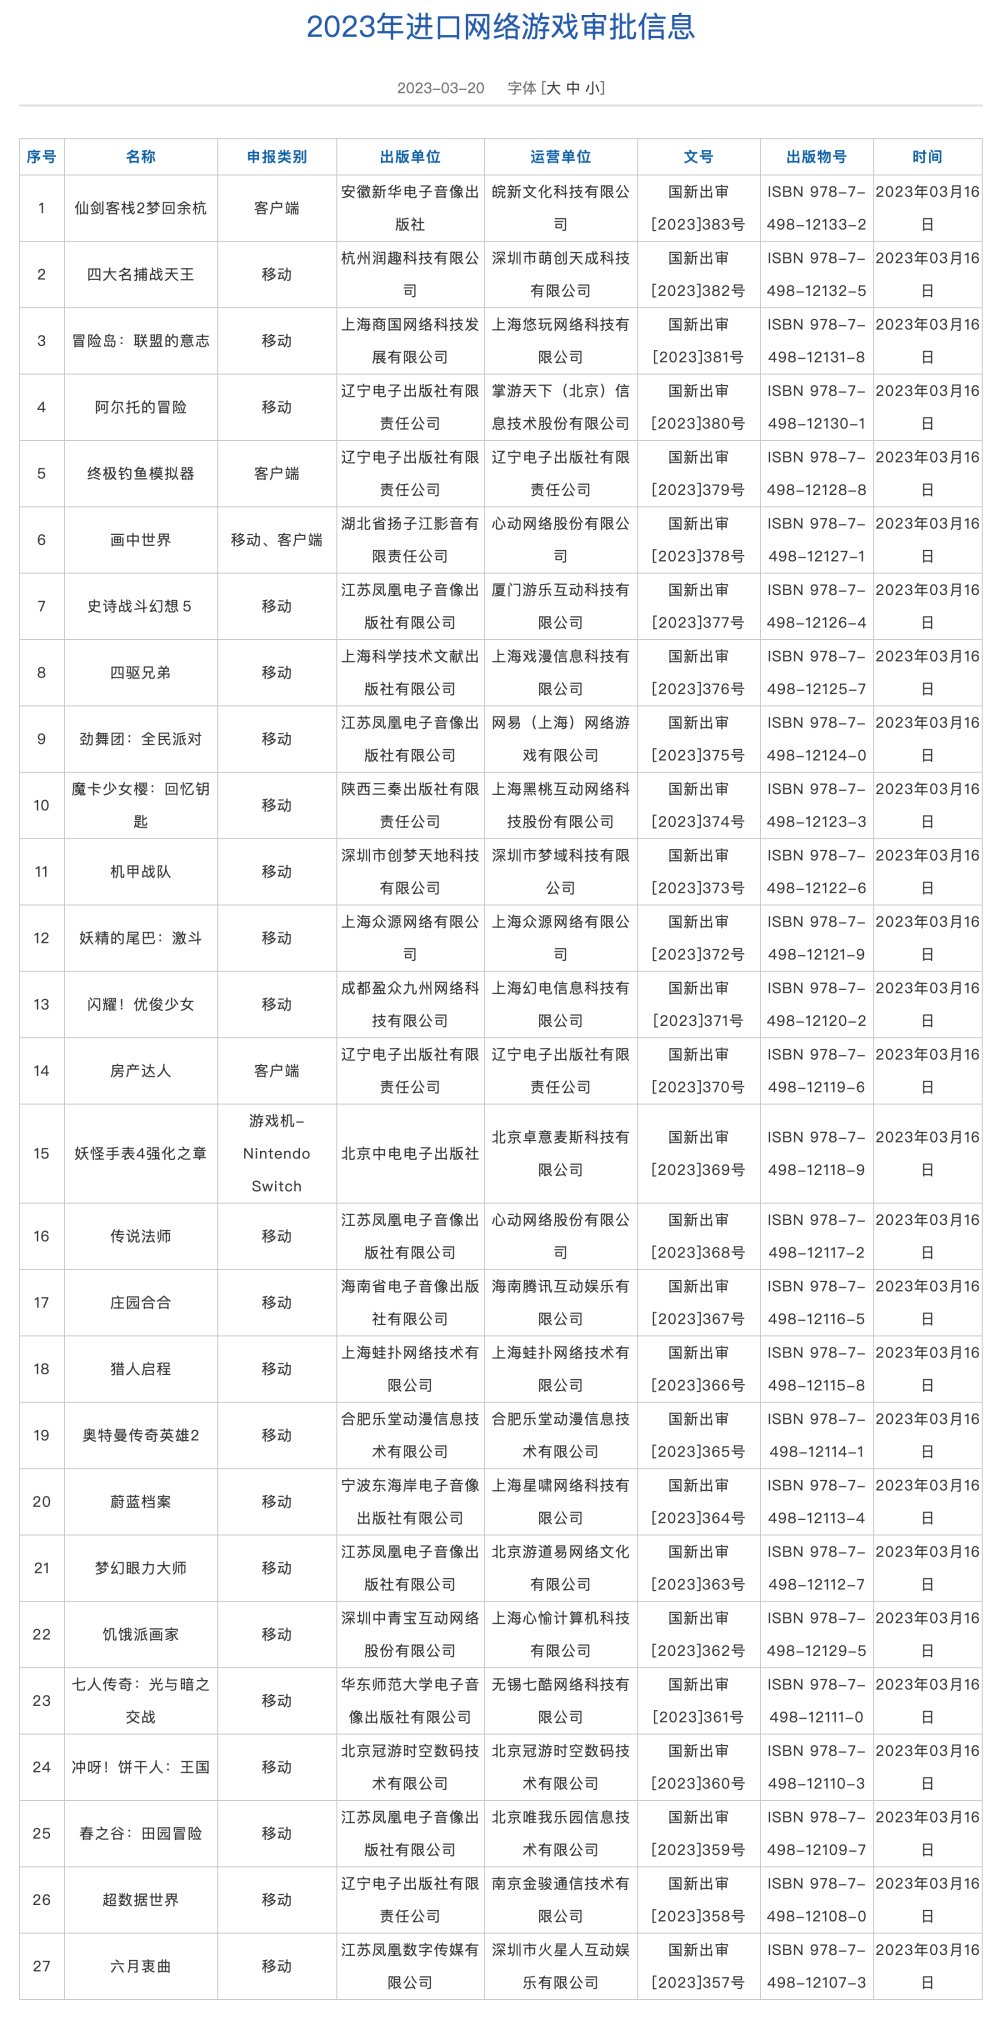 2023年进口网络游戏审批信息
2023-03-20 字体 [大 中 小]
序号 名称 申报类别 出版单位 运营单位 文号 出版物号 时间
1 仙剑客栈2梦回余杭 客户端 安徽新华电子音像出版社 皖新文化科技有限公司 国新出审[2023]383号 ISBN 978-7-498-12133-2 2023年03月16日
2 四大名捕战天王 移动 杭州润趣科技有限公司 深圳市萌创天成科技有限公司 国新出审[2023]382号 ISBN 978-7-498-12132-5 2023年03月16日
3 冒险岛：联盟的意志 移动 上海商国网络科技发展有限公司 上海悠玩网络科技有限公司 国新出审[2023]381号 ISBN 978-7-498-12131-8 2023年03月16日
4 阿尔托的冒险 移动 辽宁电子出版社有限责任公司 掌游天下（北京）信息技术股份有限公司 国新出审[2023]380号 ISBN 978-7-498-12130-1 2023年03月16日
5 终极钓鱼模拟器 客户端 辽宁电子出版社有限责任公司 辽宁电子出版社有限责任公司 国新出审[2023]379号 ISBN 978-7-498-12128-8 2023年03月16日
6 画中世界 移动、客户端 湖北省扬子江影音有限责任公司 心动网络股份有限公司 国新出审[2023]378号 ISBN 978-7-498-12127-1 2023年03月16日
7 史诗战斗幻想５ 移动 江苏凤凰电子音像出版社有限公司 厦门游乐互动科技有限公司 国新出审[2023]377号 ISBN 978-7-498-12126-4 2023年03月16日
8 四驱兄弟 移动 上海科学技术文献出版社有限公司 上海戏漫信息科技有限公司 国新出审[2023]376号 ISBN 978-7-498-12125-7 2023年03月16日
9 劲舞团：全民派对 移动 江苏凤凰电子音像出版社有限公司 网易（上海）网络游戏有限公司 国新出审[2023]375号 ISBN 978-7-498-12124-0 2023年03月16日
10 魔卡少女樱：回忆钥匙 移动 陕西三秦出版社有限责任公司 上海黑桃互动网络科技股份有限公司 国新出审[2023]374号 ISBN 978-7-498-12123-3 2023年03月16日
11 机甲战队 移动 深圳市创梦天地科技有限公司 深圳市梦域科技有限公司 国新出审[2023]373号 ISBN 978-7-498-12122-6 2023年03月16日
12 妖精的尾巴：激斗 移动 上海众源网络有限公司 上海众源网络有限公司 国新出审[2023]372号 ISBN 978-7-498-12121-9 2023年03月16日
13 闪耀！优俊少女 移动 成都盈众九州网络科技有限公司 上海幻电信息科技有限公司 国新出审[2023]371号 ISBN 978-7-498-12120-2 2023年03月16日
14 房产达人 客户端 辽宁电子出版社有限责任公司 辽宁电子出版社有限责任公司 国新出审[2023]370号 ISBN 978-7-498-12119-6 2023年03月16日
15 妖怪手表4强化之章 游戏机-Nintendo Switch 北京中电电子出版社 北京卓意麦斯科技有限公司 国新出审[2023]369号 ISBN 978-7-498-12118-9 2023年03月16日
16 传说法师 移动 江苏凤凰电子音像出版社有限公司 心动网络股份有限公司 国新出审[2023]368号 ISBN 978-7-498-12117-2 2023年03月16日
17 庄园合合 移动 海南省电子音像出版社有限公司 海南腾讯互动娱乐有限公司 国新出审[2023]367号 ISBN 978-7-498-12116-5 2023年03月16日
18 猎人启程 移动 上海蛙扑网络技术有限公司 上海蛙扑网络技术有限公司 国新出审[2023]366号 ISBN 978-7-498-12115-8 2023年03月16日
19 奥特曼传奇英雄2 移动 合肥乐堂动漫信息技术有限公司 合肥乐堂动漫信息技术有限公司 国新出审[2023]365号 ISBN 978-7-498-12114-1 2023年03月16日
20 蔚蓝档案 移动 宁波东海岸电子音像出版社有限公司 上海星啸网络科技有限公司 国新出审[2023]364号 ISBN 978-7-498-12113-4 2023年03月16日
21 梦幻眼力大师 移动 江苏凤凰电子音像出版社有限公司 北京游道易网络文化有限公司 国新出审[2023]363号 ISBN 978-7-498-12112-7 2023年03月16日
22 饥饿派画家 移动 深圳中青宝互动网络股份有限公司 上海心愉计算机科技有限公司 国新出审[2023]362号 ISBN 978-7-498-12129-5 2023年03月16日
23 七人传奇：光与暗之交战 移动 华东师范大学电子音像出版社有限公司 无锡七酷网络科技有限公司 国新出审[2023]361号 ISBN 978-7-498-12111-0 2023年03月16日
24 冲呀！饼干人：王国 移动 北京冠游时空数码技术有限公司 北京冠游时空数码技术有限公司 国新出审[2023]360号 ISBN 978-7-498-12110-3 2023年03月16日
25 春之谷：田园冒险 移动 江苏凤凰电子音像出版社有限公司 北京唯我乐园信息技术有限公司 国新出审[2023]359号 ISBN 978-7-498-12109-7 2023年03月16日
26 超数据世界 移动 辽宁电子出版社有限责任公司 南京金骏通信技术有限公司 国新出审[2023]358号 ISBN 978-7-498-12108-0 2023年03月16日
27 六月衷曲 移动 江苏凤凰数字传媒有限公司 深圳市火星人互动娱乐有限公司 国新出审[2023]357号 ISBN 978-7-498-12107-3 2023年03月16日